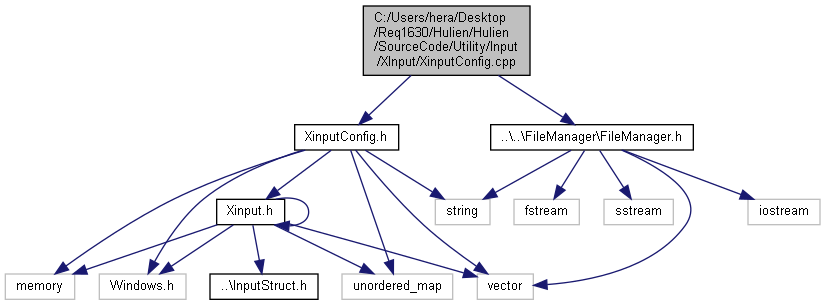 C:/Users/hera/Desktop
/Req1630/Hulien/Hulien
/SourceCode/Utility/Input
/XInput/XinputConfig.cpp
XinputConfig.h
..\..\FileManager\FileManager.h
Xinput.h
string
fstream
sstream
iostream
memory
Windows.h
..\InputStruct.h
unordered_map
vector